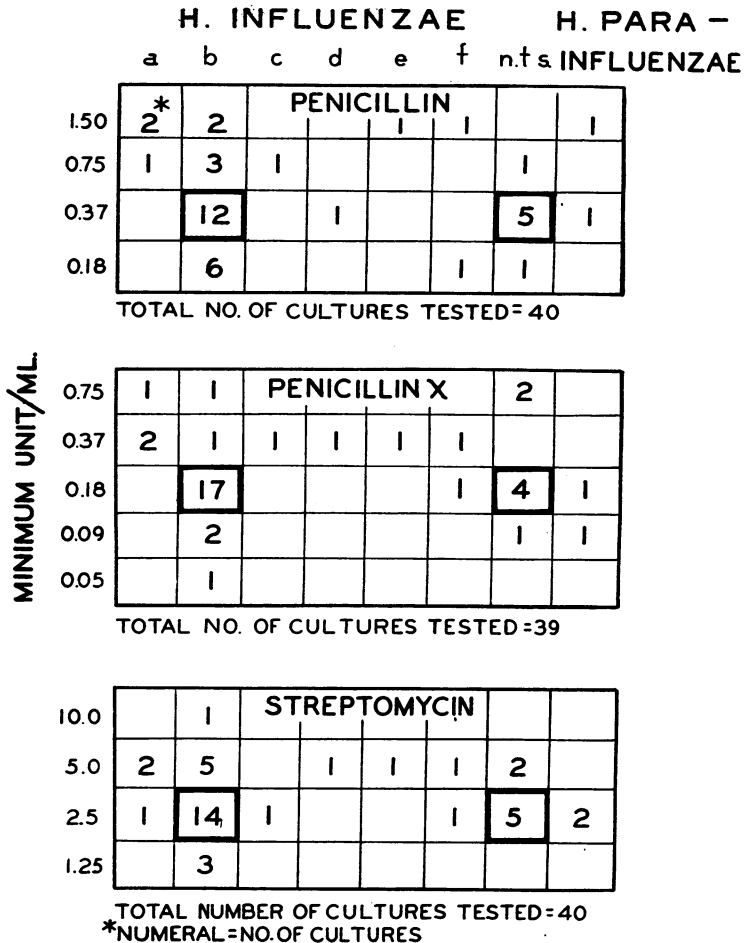 H. INFLUENZAE H. PARA-
a b c d e f n.t s. INFLUENZAE
PENICILLIN
1.50 2* 2 1 1 1
0.75 1 3 1 1
0.37 12 1 5 1
0.18 6 1 1
TOTAL NO. OF CULTURES TESTED=40
MINIMUM UNIT/ML.
0.75 1 1 PENICILLIN X 2
0.37 2 1 1 1 1 1
0.18 17 1 4 1
0.09 2 1 1
0.05 1
TOTAL NO. OF CULTURES TESTED=39
STREPTOMYCIN
10.0 1
5.0 2 5 1 1 1 2
2.5 1 14 1 1 5 2
1.25 3
TOTAL NUMBER OF CULTURES TESTED=40
*NUMERAL=NO.OF CULTURES